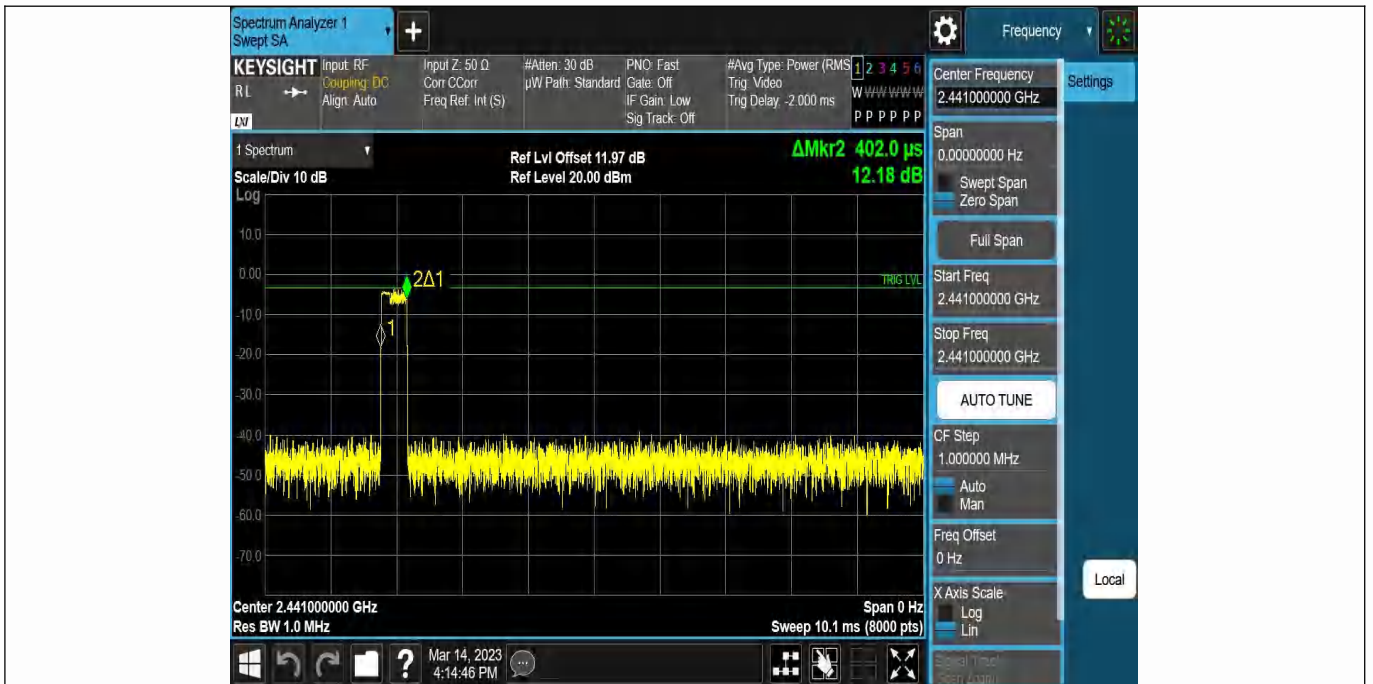 Spectrum Analyzer 1
Swept SA
Frequency
KEYSIGHT
R L
LXI
Input: RF
Coupling: DC
Align: Auto
Input Z: 50 Ω
Corr CCorr
Freq Ref: Int (S)
#Atten: 30 dB
µW Path: Standard
PNO: Fast
Gate: Off
IF Gain: Low
Sig Track: Off
#Avg Type: Power (RMS
Trig: Video
Trig Delay: -2.000 ms
1 2 3 4 5 6
W W W W W W
P P P P P P
1 Spectrum
Scale/Div 10 dB
Log
Ref Lvl Offset 11.97 dB
Ref Level 20.00 dBm
ΔMkr2 402.0 µs
12.18 dB
10.0
0.00
-10.0
-20.0
-30.0
-40.0
-50.0
-60.0
-70.0
2Δ1
1
TRIG LVL
Center 2.441000000 GHz
Res BW 1.0 MHz
Span 0 Hz
Sweep 10.1 ms (8000 pts)
Mar 14, 2023
4:14:46 PM
Center Frequency
2.441000000 GHz
Settings
Span
0.00000000 Hz
Swept Span
Zero Span
Full Span
Start Freq
2.441000000 GHz
Stop Freq
2.441000000 GHz
AUTO TUNE
CF Step
1.000000 MHz
Auto
Man
Freq Offset
0 Hz
X Axis Scale
Log
Lin
Local
Signal Track